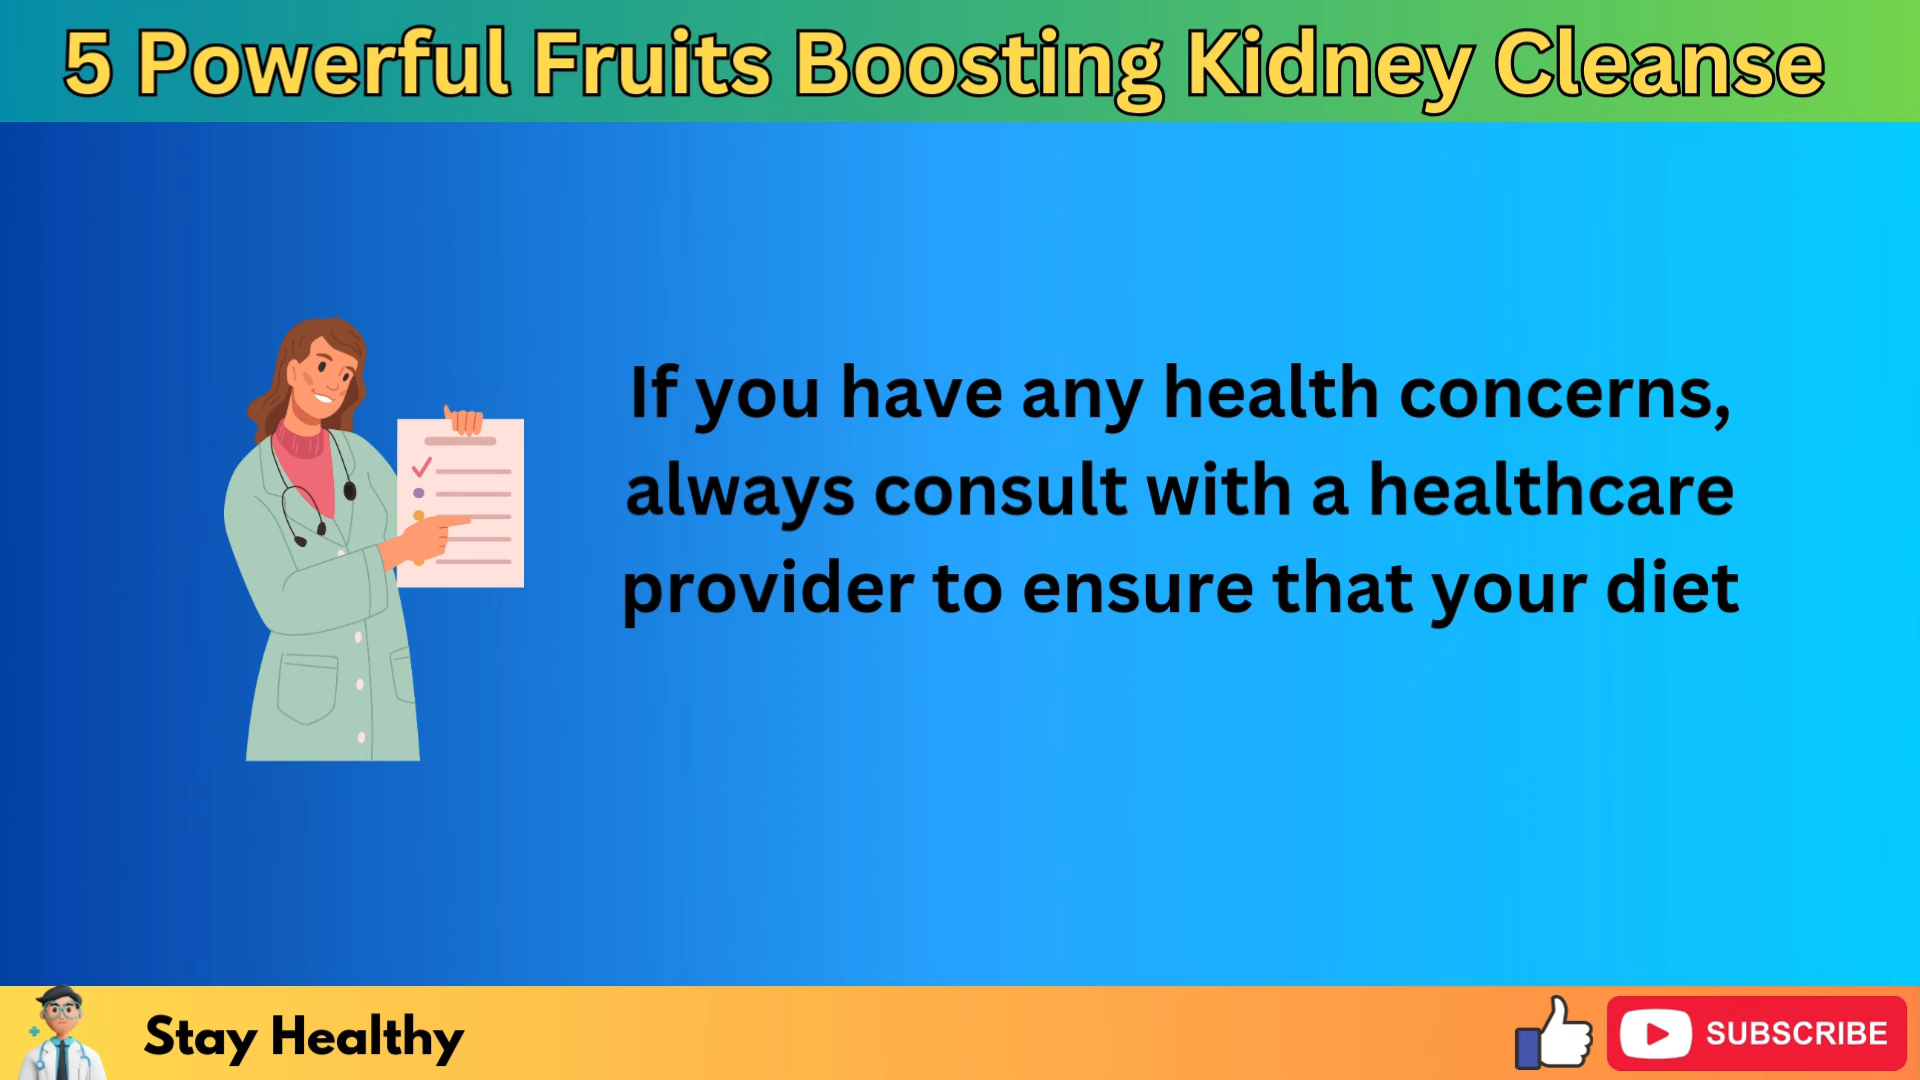 5 Powerful Fruits Boosting Kidney Cleanse
If you have any health concerns,
always consult with a healthcare
provider to ensure that your diet
Stay Healthy
SUBSCRIBE